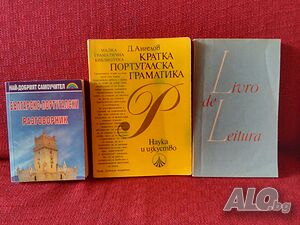 НАЙ-ДОБРИЯТ САМОУЧИТЕЛ
БЪЛГАРСКО-ПОРТУГАЛСКИ
РАЗГОВОРНИК
МАЛКА
ГРАМАТИЧНА
БИБЛИОТЕКА
Д. Ангелов
КРАТКА
ПОРТУГАЛСКА
ГРАМАТИКА
P
Наука
и изкуство
Livro
de
Leitura
ALO.bg